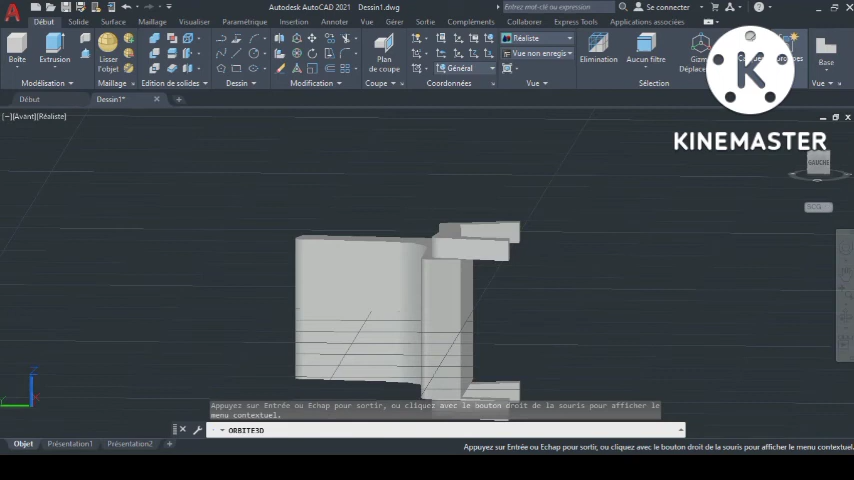 Autodesk AutoCAD 2021 Dessin1.dwg
Entrez mot-clé ou expression
Se connecter
Début Solide Surface Maillage Visualiser Paramétrique Insertion Annoter Vue Gérer Sortie Compléments Collaborer Express Tools Applications associées
Boîte Extrusion Lisser l'objet
Plan de coupe
Réaliste
Vue non enregis
Général
Elimination Aucun filtre
Base
Modélisation Maillage Edition de solides Dessin Modification Coupe Coordonnées Vue Sélection Vue
KINEMASTER
Début Dessin1*
[−][Avant][Réaliste]
GAUCHE
SCG
Z
Appuyez sur Entrée ou Echap pour sortir, ou cliquez avec le bouton droit de la souris pour afficher le
menu contextuel.
ORBITE3D
Objet Présentation1 Présentation2
Appuyez sur Entrée ou Echap pour sortir, ou cliquez avec le bouton droit de la souris pour afficher le menu contextuel.